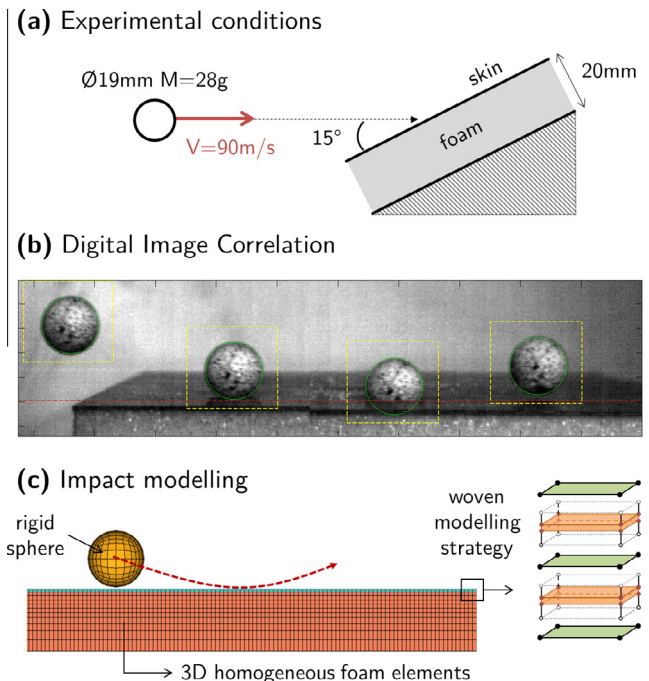 (a) Experimental conditions
Ø19mm M=28g
V=90m/s
15°
skin
foam
20mm
(b) Digital Image Correlation
(c) Impact modelling
rigid
sphere
woven
modelling
strategy
3D homogeneous foam elements